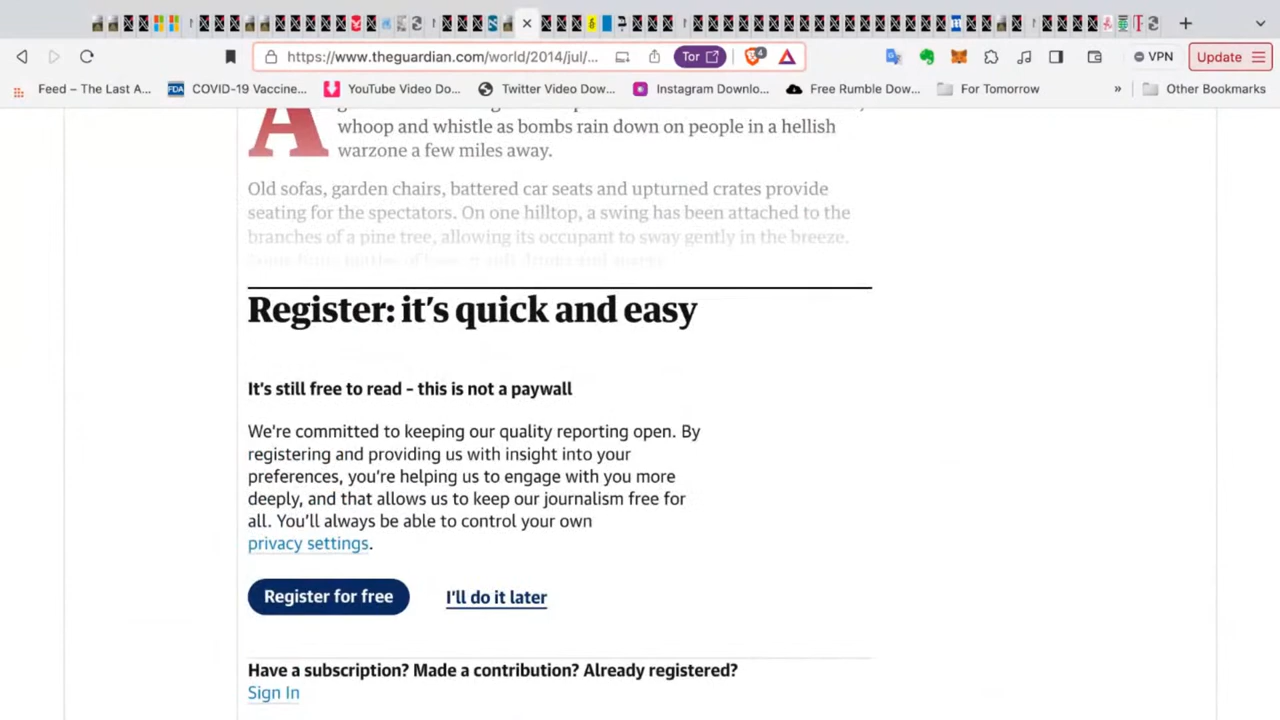 https://www.theguardian.com/world/2014/jul/...
Tor
4
VPN
Update
Feed – The Last A...
FDA
COVID-19 Vaccine...
YouTube Video Do...
Twitter Video Dow...
Instagram Downlo...
Free Rumble Dow...
For Tomorrow
»
Other Bookmarks
A
whoop and whistle as bombs rain down on people in a hellish
warzone a few miles away.
Old sofas, garden chairs, battered car seats and upturned crates provide
seating for the spectators. On one hilltop, a swing has been attached to the
branches of a pine tree, allowing its occupant to sway gently in the breeze.
Register: it’s quick and easy
It’s still free to read – this is not a paywall
We’re committed to keeping our quality reporting open. By
registering and providing us with insight into your
preferences, you’re helping us to engage with you more
deeply, and that allows us to keep our journalism free for
all. You’ll always be able to control your own
privacy settings.
Register for free
I’ll do it later
Have a subscription? Made a contribution? Already registered?
Sign In